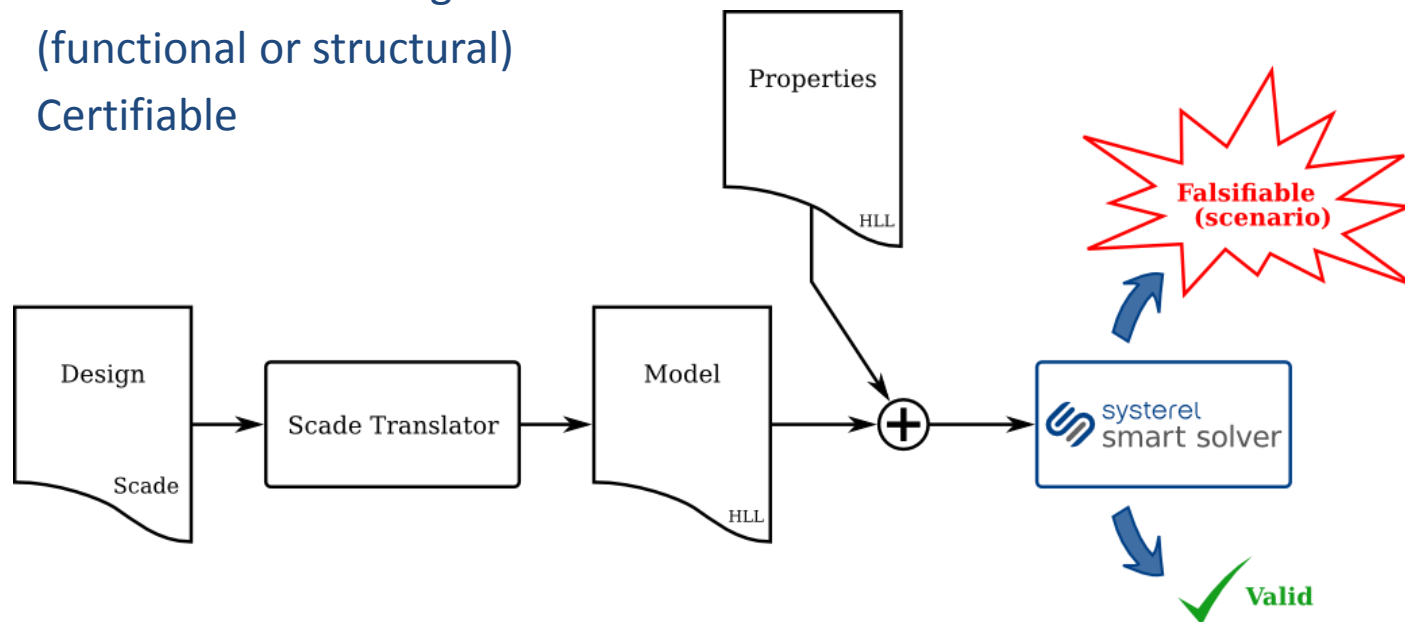 (functional or structural)
Certifiable
Properties
HLL
Falsifiable
(scenario)
Design
Scade
Scade Translator
Model
HLL
systerel
smart solver
Valid